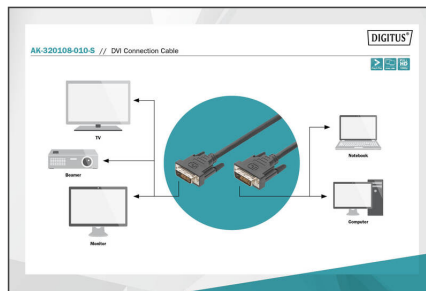 DIGITUS®
AK-320108-010-S // DVI Connection Cable
TV
Notebook
Beamer
Computer
Monitor